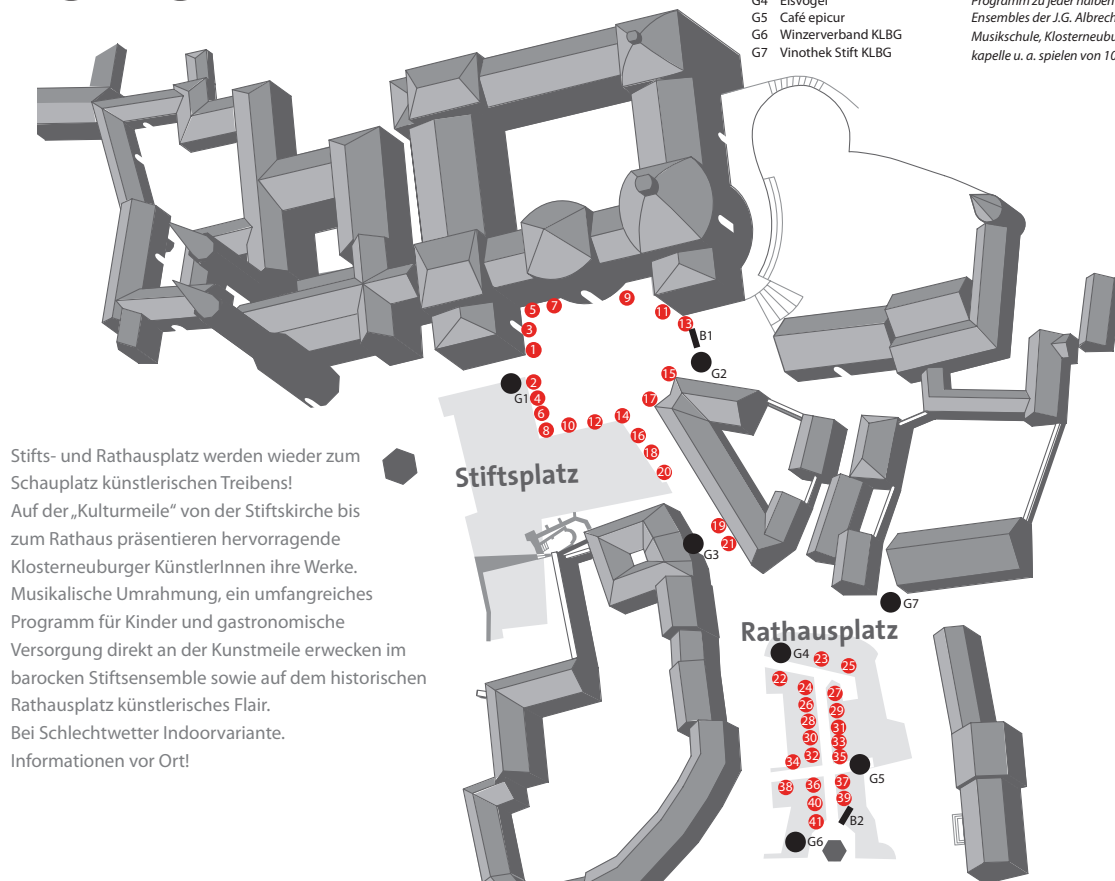 G4 Eisvogel
G5 Café epicur
G6 Winzerverband KLBG
G7 Vinothek Stift KLBG
Programm zu jeder halben
Ensembles der J.G. Albrech
Musikschule, Klosterneubu
kapelle u. a. spielen von 10
5
7
9
11
13
3
B1
1
G2
15
2
G1
4
17
6
14
12
10
8
16
18
20
Stiftsplatz
Stifts- und Rathausplatz werden wieder zum
Schauplatz künstlerischen Treibens!
Auf der „Kulturmeile“ von der Stiftskirche bis
zum Rathaus präsentieren hervorragende
Klosterneuburger KünstlerInnen ihre Werke.
Musikalische Umrahmung, ein umfangreiches
Programm für Kinder und gastronomische
Versorgung direkt an der Kunstmeile erwecken im
barocken Stiftsensemble sowie auf dem historischen
Rathausplatz künstlerisches Flair.
Bei Schlechtwetter Indoorvariante.
Informationen vor Ort!
19
21
G3
G7
Rathausplatz
G4
23
25
22
24
27
26
29
28
31
30
33
32
35
34
G5
38
36
37
40
39
41
B2
G6